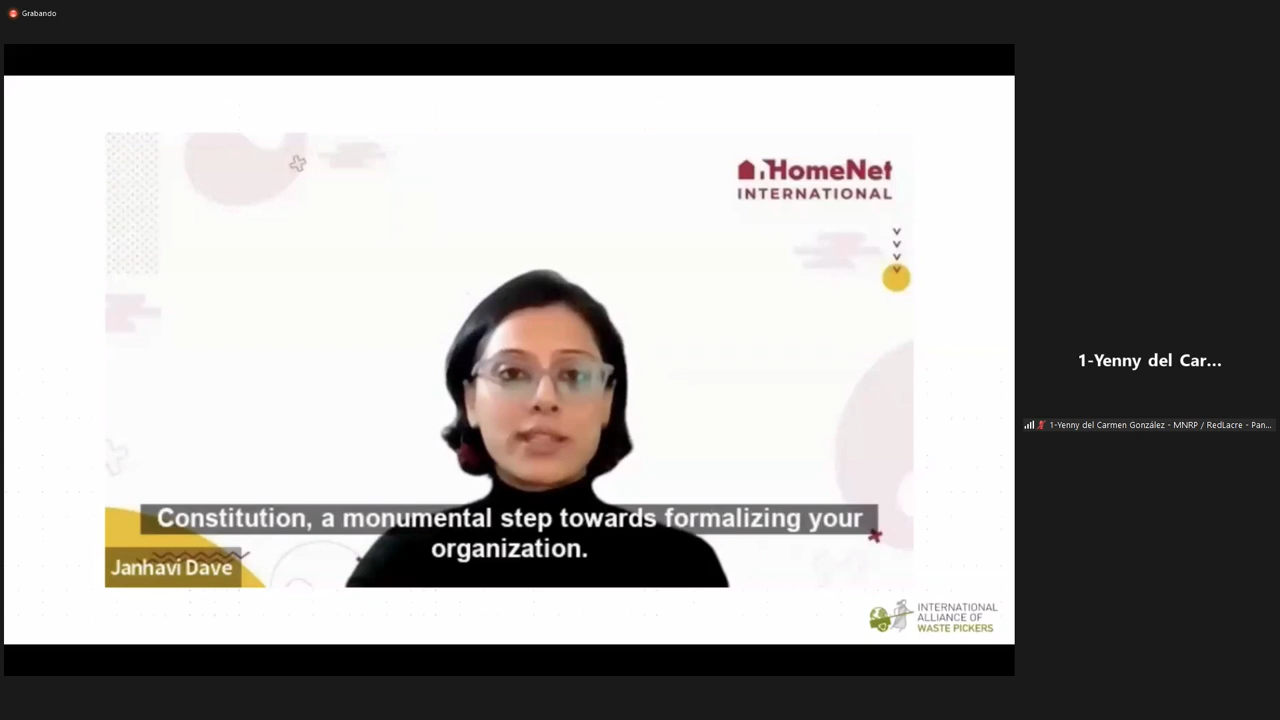 Grabando
HomeNet
INTERNATIONAL
Constitution, a monumental step towards formalizing your
organization.
Janhavi Dave
INTERNATIONAL
ALLIANCE OF
WASTE PICKERS
1-Yenny del Car...
1-Yenny del Carmen González - MNRP / RedLacre - Pan...